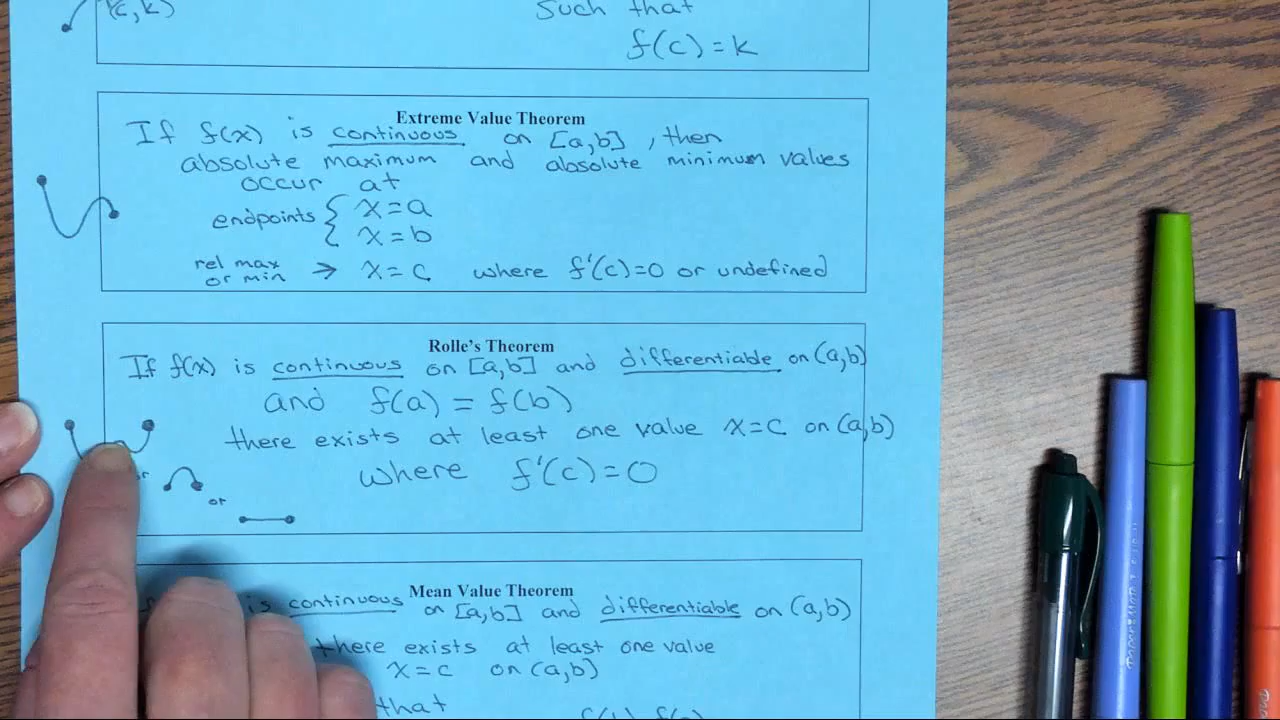 (c,k)
such that
f(c)=k
Extreme Value Theorem
If f(x) is continuous on [a,b], then
absolute maximum and absolute minimum values
occur at
endpoints { x=a
x=b
rel max
or min → x=c where f'(c)=0 or undefined
Rolle's Theorem
If f(x) is continuous on [a,b] and differentiable on (a,b)
and f(a) = f(b)
there exists at least one value x=c on (a,b)
where f'(c)=0
or
or
Mean Value Theorem
is continuous on [a,b] and differentiable on (a,b)
there exists at least one value
x=c on (a,b)
that